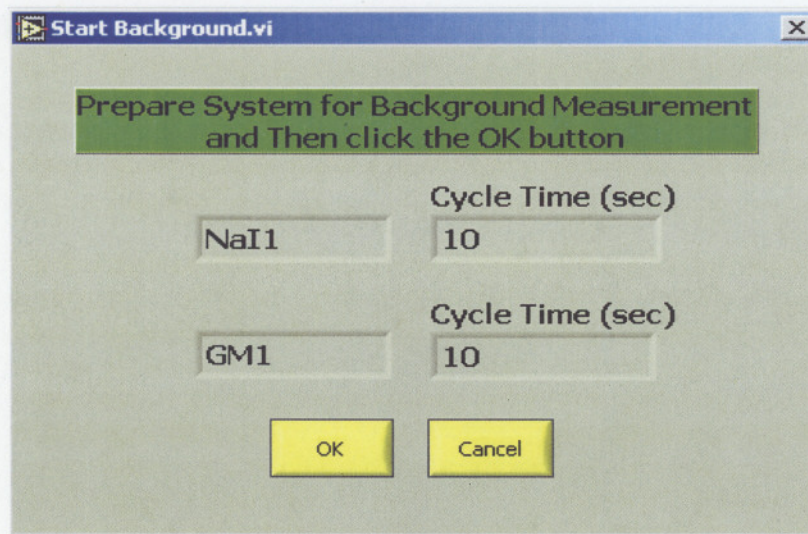 Start Background.vi
Prepare System for Background Measurement
and Then click the OK button
Cycle Time (sec)
NaI1
10
Cycle Time (sec)
GM1
10
OK
Cancel